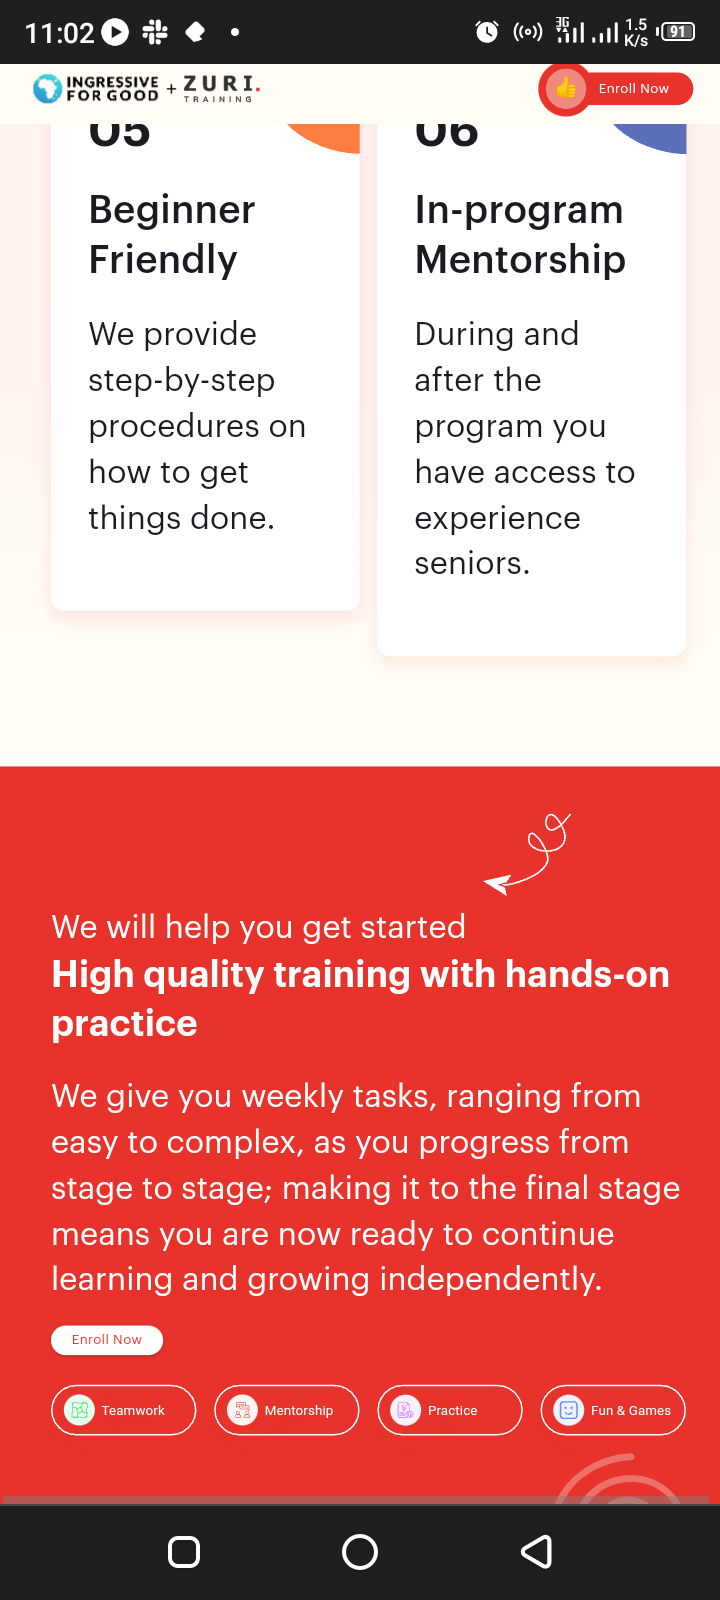 11:02
3G
1.5
K/s
91
INGRESSIVE
FOR GOOD
+
ZURI.
TRAINING
Enroll Now
05
Beginner
Friendly
We provide
step-by-step
procedures on
how to get
things done.
06
In-program
Mentorship
During and
after the
program you
have access to
experience
seniors.
We will help you get started
High quality training with hands-on
practice
We give you weekly tasks, ranging from
easy to complex, as you progress from
stage to stage; making it to the final stage
means you are now ready to continue
learning and growing independently.
Enroll Now
Teamwork
Mentorship
Practice
Fun & Games